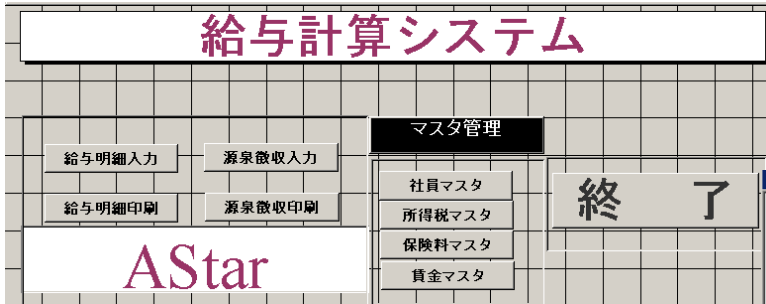 給与計算システム
マスタ管理
給与明細入力 源泉徴収入力
給与明細印刷 源泉徴収印刷
社員マスタ
所得税マスタ
保険料マスタ
賃金マスタ
終 了
AStar